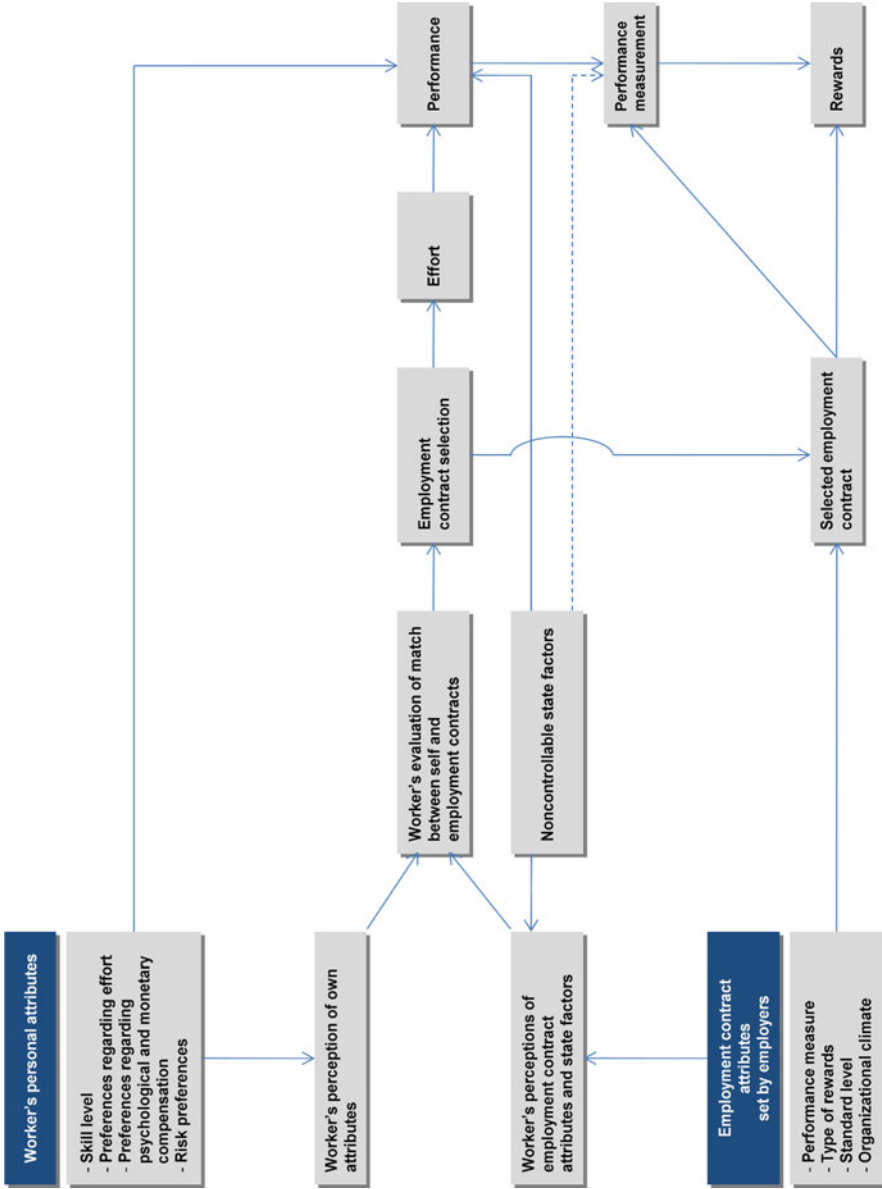 Worker's personal attributes
- Skill level
- Preferences regarding effort
- Preferences regarding
psychological and monetary
compensation
- Risk preferences
Worker's perception of own
attributes
Worker's perceptions of
employment contract
attributes and state factors
Employment contract
attributes
set by employers
- Performance measure
- Type of rewards
- Standard level
- Organizational climate
Worker's evaluation of match
between self and
employment contracts
Noncontrollable state factors
Employment
contract selection
Selected employment
contract
Effort
Performance
Performance
measurement
Rewards